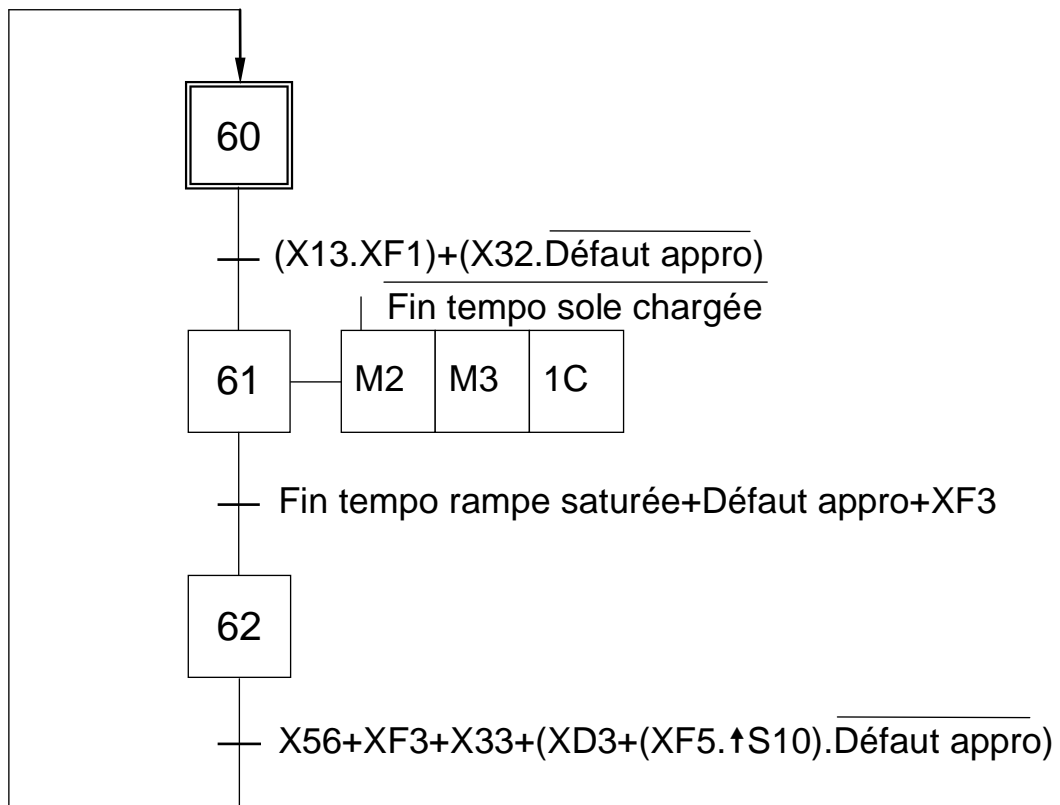 60
(X13.XF1)+(X32.Défaut appro)
Fin tempo sole chargée
61 M2 M3 1C
Fin tempo rampe saturée+Défaut appro+XF3
62
X56+XF3+X33+(XD3+(XF5.↑S10).Défaut appro)